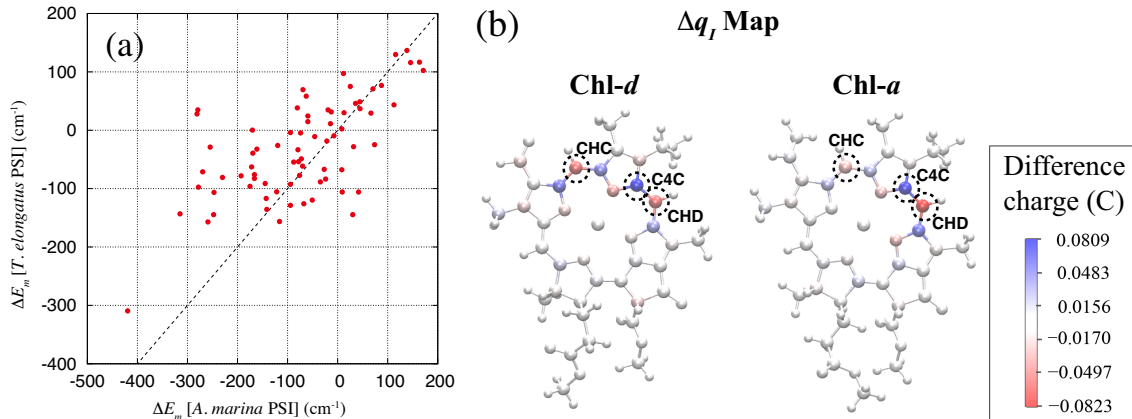 (a)
200
100
0
-100
-200
-300
-400
-500 -400 -300 -200 -100 0 100 200
ΔE_m [T. elongatus PSI] (cm⁻¹)
ΔE_m [A. marina PSI] (cm⁻¹)
(b)
Δq_I Map
Chl-d
CHC
C4C
CHD
Chl-a
CHC
C4C
CHD
Difference
charge (C)
0.0809
0.0483
0.0156
-0.0170
-0.0497
-0.0823